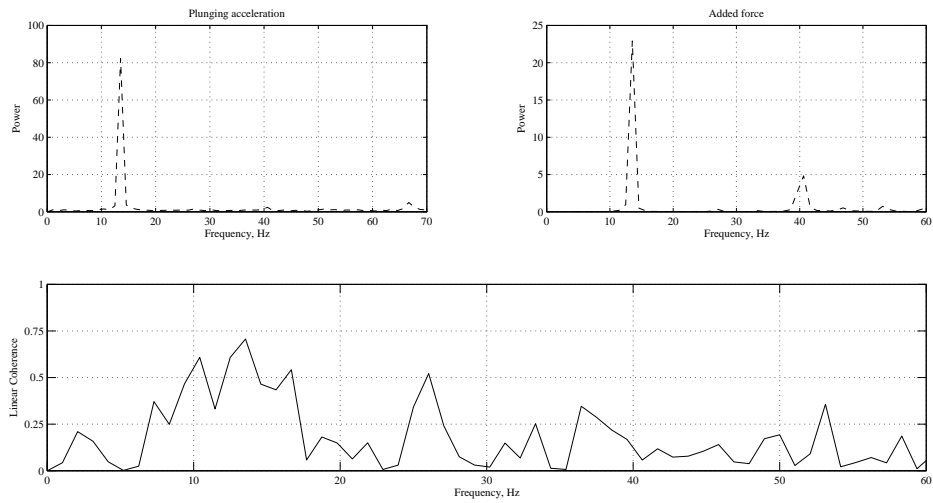 Plunging acceleration
100
80
60
40
20
0
Power
0 10 20 30 40 50 60 70
Frequency, Hz
Added force
25
20
15
10
5
0
Power
0 10 20 30 40 50 60
Frequency, Hz
1
0.75
0.5
0.25
0
Linear Coherence
0 10 20 30 40 50 60
Frequency, Hz